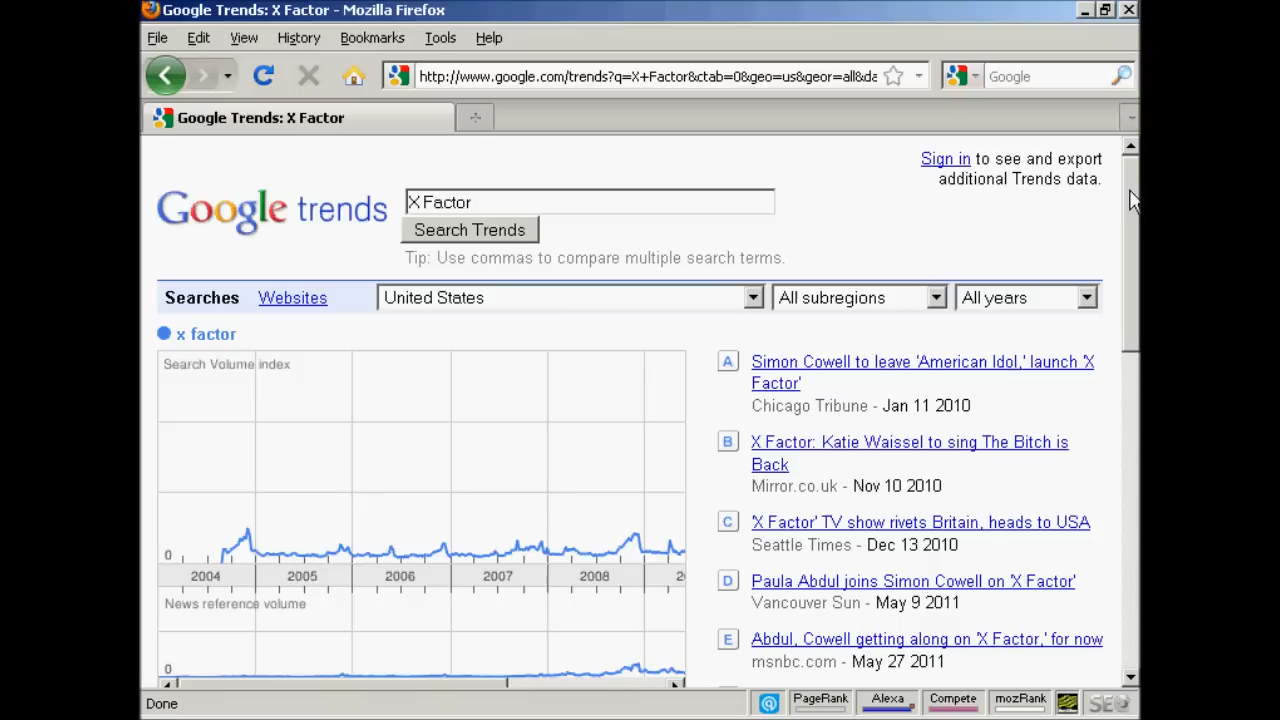 Google Trends: X Factor - Mozilla Firefox
File Edit View History Bookmarks Tools Help
http://www.google.com/trends?q=X+Factor&ctab=0&geo=us&geor=all&da
Google
Google Trends: X Factor
Sign in to see and export
additional Trends data.
Google trends
X Factor
Search Trends
Tip: Use commas to compare multiple search terms.
Searches Websites United States All subregions All years
x factor
Search Volume index
0
2004 2005 2006 2007 2008 2
News reference volume
0
A Simon Cowell to leave 'American Idol,' launch 'X
Factor'
Chicago Tribune - Jan 11 2010
B X Factor: Katie Waissel to sing The Bitch is
Back
Mirror.co.uk - Nov 10 2010
C 'X Factor' TV show rivets Britain, heads to USA
Seattle Times - Dec 13 2010
D Paula Abdul joins Simon Cowell on 'X Factor'
Vancouver Sun - May 9 2011
E Abdul, Cowell getting along on 'X Factor,' for now
msnbc.com - May 27 2011
Done @ PageRank Alexa Compete mozRank SE